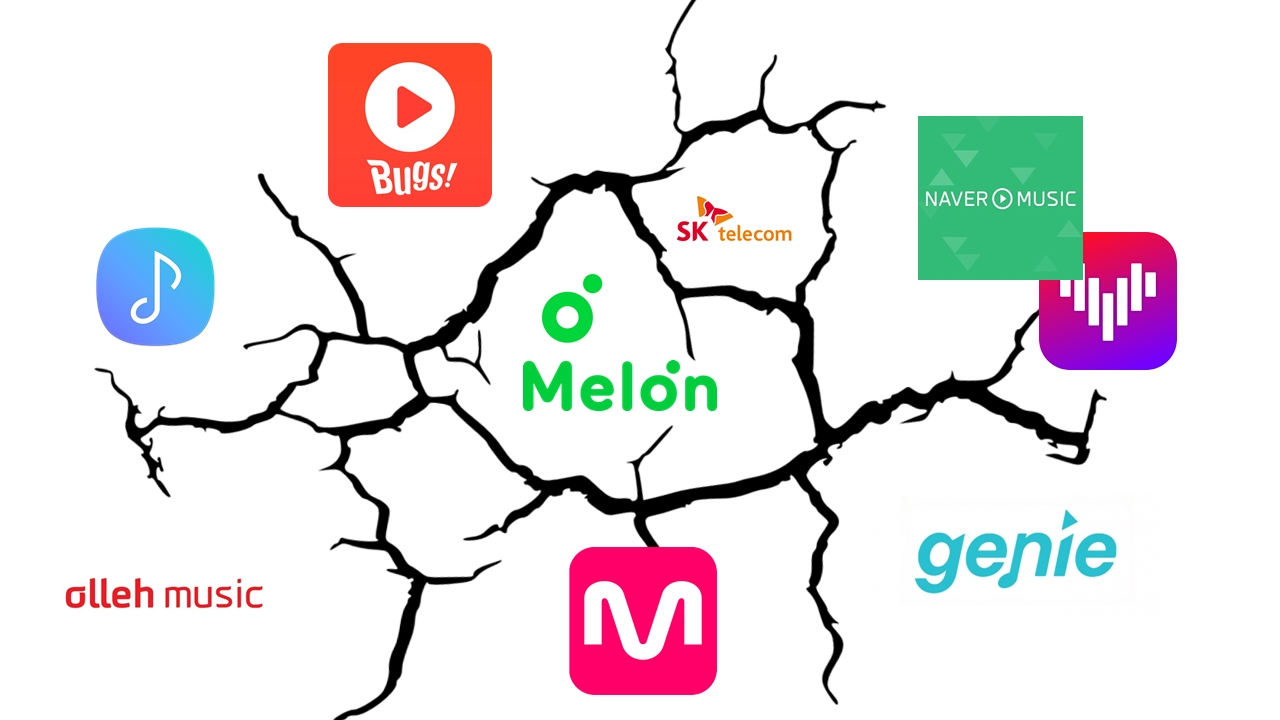 Bugs!
SK telecom
NAVER MUSIC
Melon
olleh music
genie
M